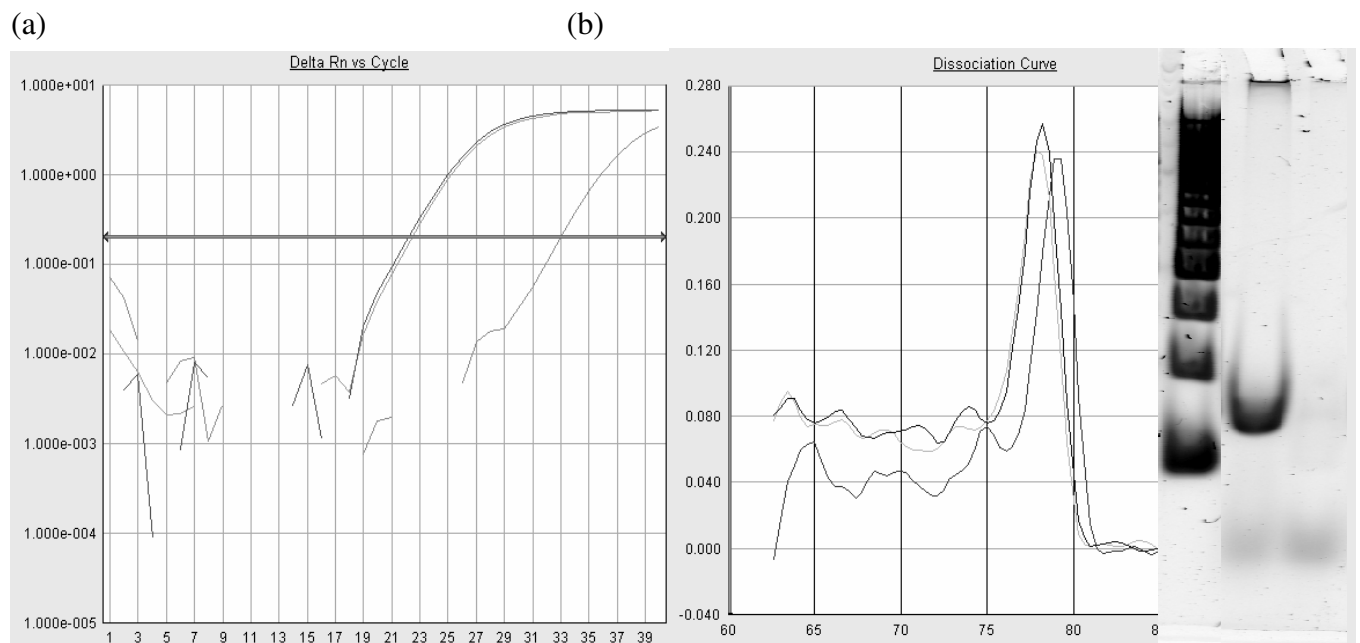 (a)
(b)
Delta Rn vs Cycle
1.000e+001
1.000e+000
1.000e-001
1.000e-002
1.000e-003
1.000e-004
1.000e-005
1 3 5 7 9 11 13 15 17 19 21 23 25 27 29 31 33 35 37 39
Dissociation Curve
0.280
0.240
0.200
0.160
0.120
0.080
0.040
0.000
-0.040
60 65 70 75 80